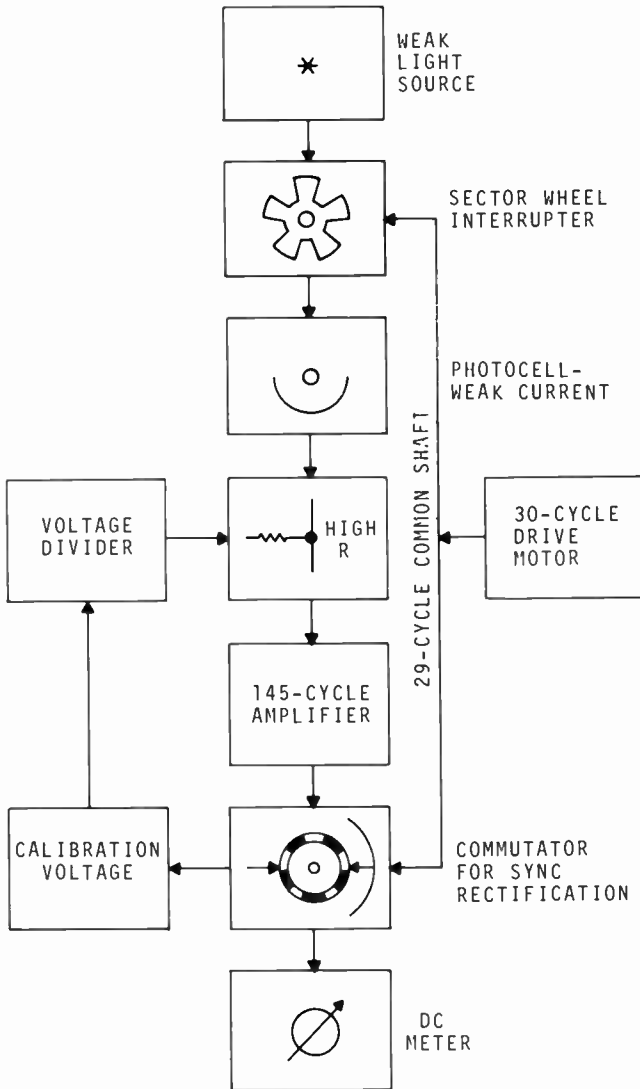 WEAK
LIGHT
SOURCE
SECTOR WHEEL
INTERRUPTER
PHOTOCELL-
WEAK CURRENT
29-CYCLE COMMON SHAFT
VOLTAGE
DIVIDER
HIGH
R
30-CYCLE
DRIVE
MOTOR
145-CYCLE
AMPLIFIER
CALIBRATION
VOLTAGE
COMMUTATOR
FOR SYNC
RECTIFICATION
DC
METER